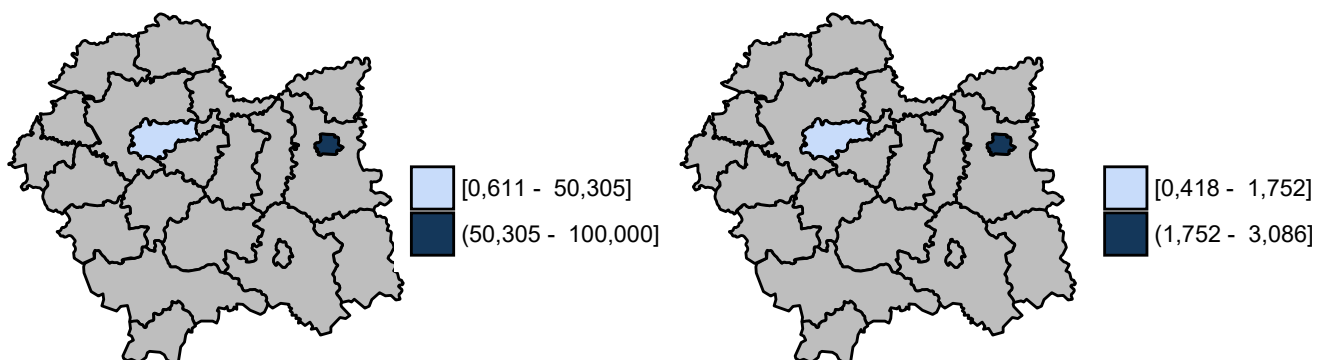 [0,611 - 50,305]
(50,305 - 100,000]
[0,418 - 1,752]
(1,752 - 3,086]